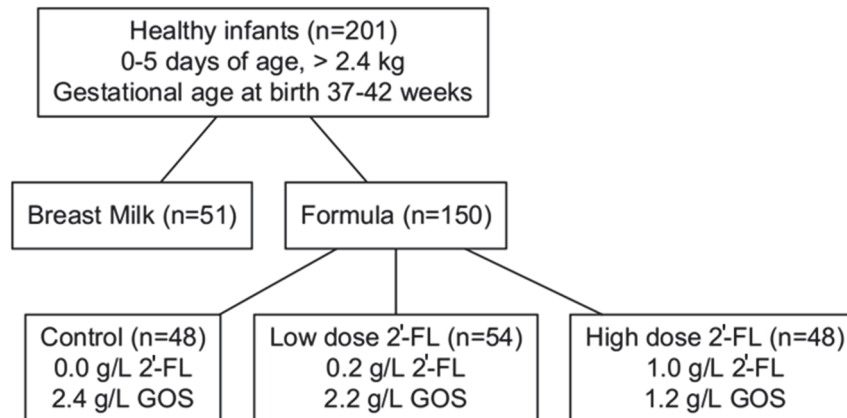 Healthy infants (n=201)
0-5 days of age, > 2.4 kg
Gestational age at birth 37-42 weeks
Breast Milk (n=51)
Formula (n=150)
Control (n=48)
0.0 g/L 2'-FL
2.4 g/L GOS
Low dose 2'-FL (n=54)
0.2 g/L 2'-FL
2.2 g/L GOS
High dose 2'-FL (n=48)
1.0 g/L 2'-FL
1.2 g/L GOS